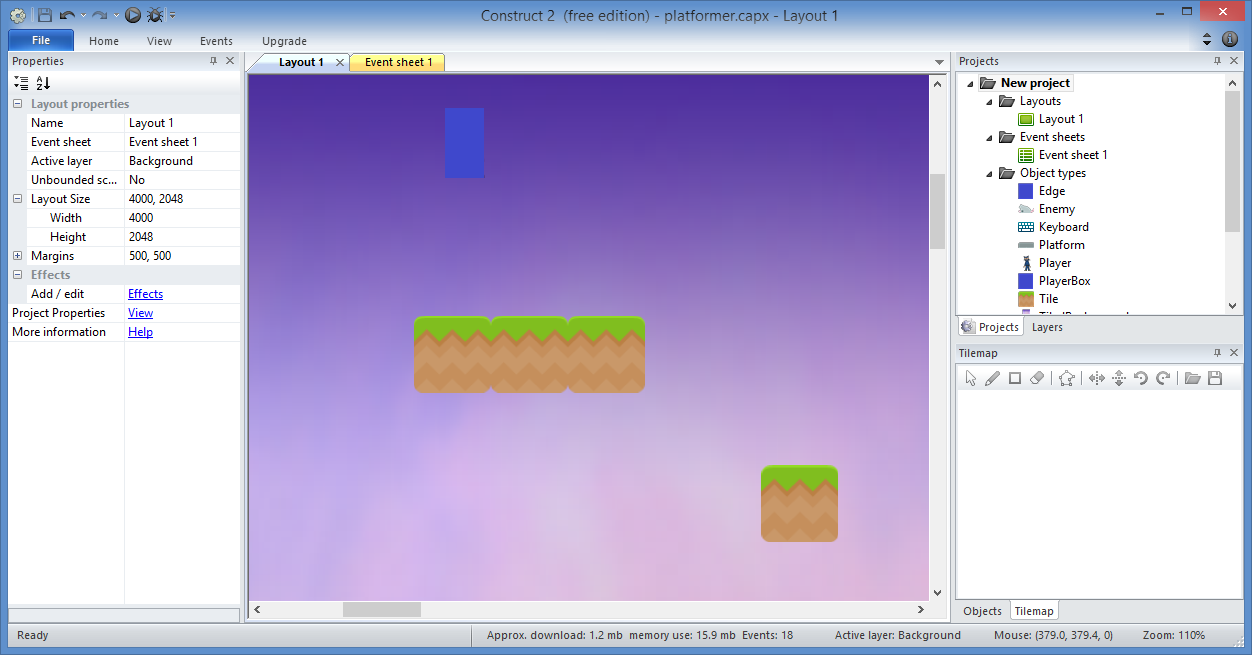 Construct 2 (free edition) - platformer.capx - Layout 1
File Home View Events Upgrade
Properties
Layout 1
Event sheet 1
Projects
A Z
Layout properties
Name Layout 1
Event sheet Event sheet 1
Active layer Background
Unbounded sc... No
Layout Size 4000, 2048
Width 4000
Height 2048
Margins 500, 500
Effects
Add / edit Effects
Project Properties View
More information Help
New project
Layouts
Layout 1
Event sheets
Event sheet 1
Object types
Edge
Enemy
Keyboard
Platform
Player
PlayerBox
Tile
Projects Layers
Tilemap
Objects Tilemap
Ready
Approx. download: 1.2 mb memory use: 15.9 mb Events: 18
Active layer: Background
Mouse: (379.0, 379.4, 0)
Zoom: 110%